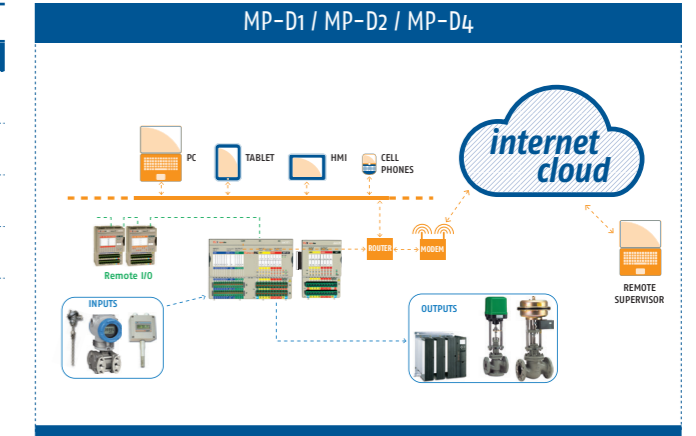 MP-D1 / MP-D2 / MP-D4
internet
cloud
PC
TABLET
HMI
CELL
PHONES
ROUTER
MODEM
Remote I/O
REMOTE
SUPERVISOR
INPUTS
OUTPUTS